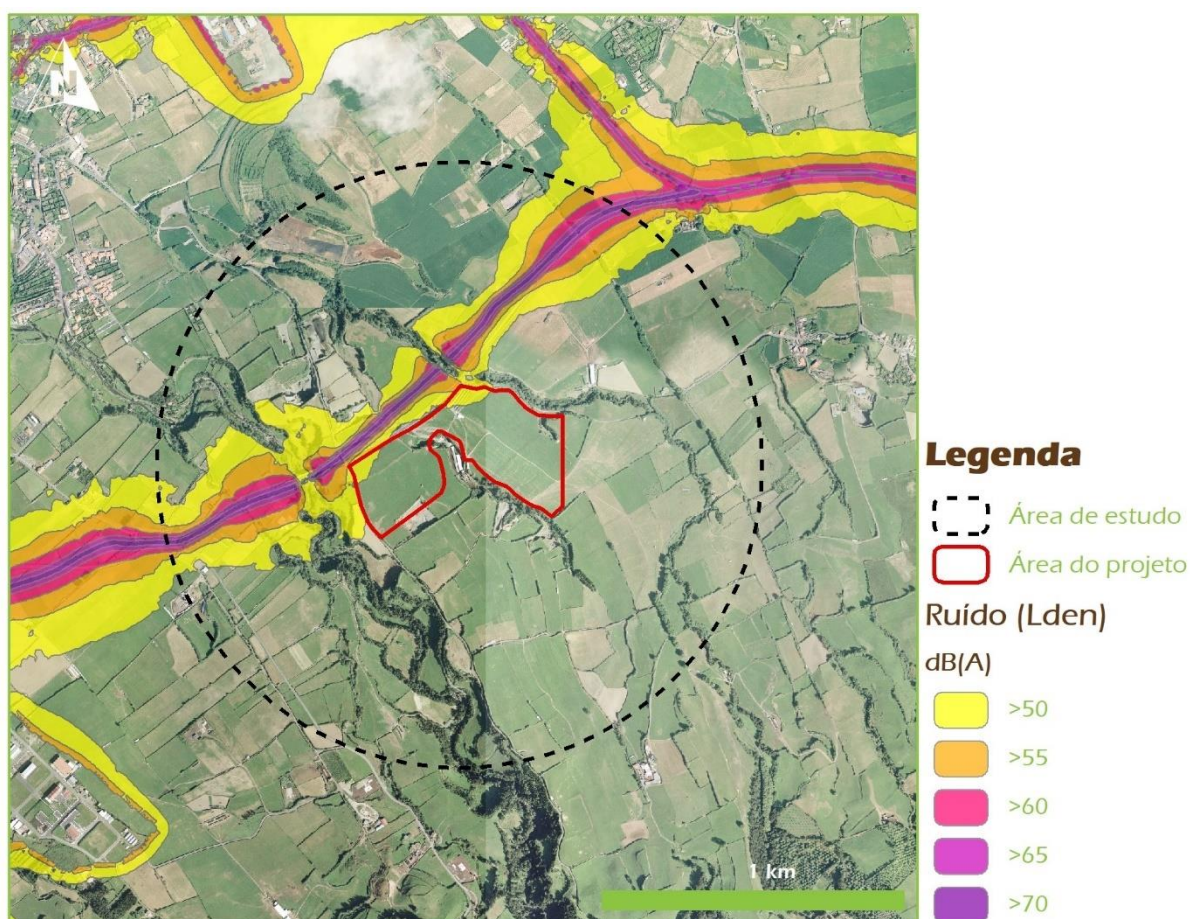 N
1 km
Legenda
Área de estudo
Área do projeto
Ruído (Lden)
dB(A)
>50
>55
>60
>65
>70